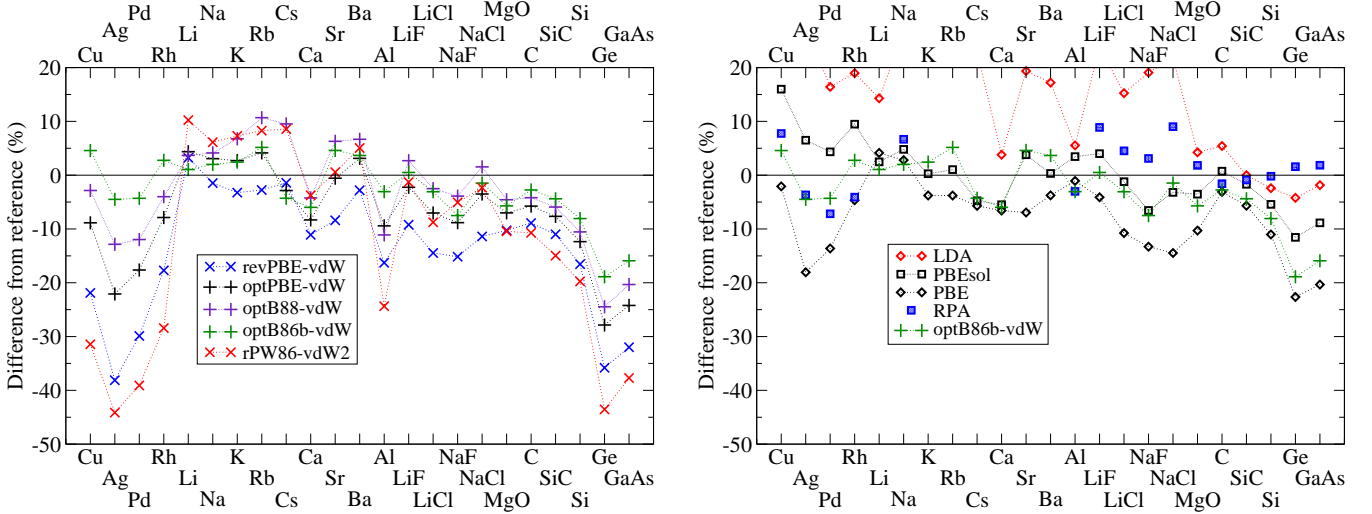 Pd Na Cs Ba LiCl MgO Si
Ag Li Rb Sr LiF NaCl SiC GaAs
Cu Rh K Ca Al NaF C Ge
20
10
0
-10
-20
-30
-40
-50
Difference from reference (%)
revPBE-vdW
optPBE-vdW
optB88-vdW
optB86b-vdW
rPW86-vdW2
Cu Rh K Ca Al NaF C Ge
Ag Li Rb Sr LiF NaCl SiC GaAs
Pd Na Cs Ba LiCl MgO Si
Pd Na Cs Ba LiCl MgO Si
Ag Li Rb Sr LiF NaCl SiC GaAs
Cu Rh K Ca Al NaF C Ge
20
10
0
-10
-20
-30
-40
-50
Difference from reference (%)
LDA
PBEsol
PBE
RPA
optB86b-vdW
Cu Rh K Ca Al NaF C Ge
Ag Li Rb Sr LiF NaCl SiC GaAs
Pd Na Cs Ba LiCl MgO Si